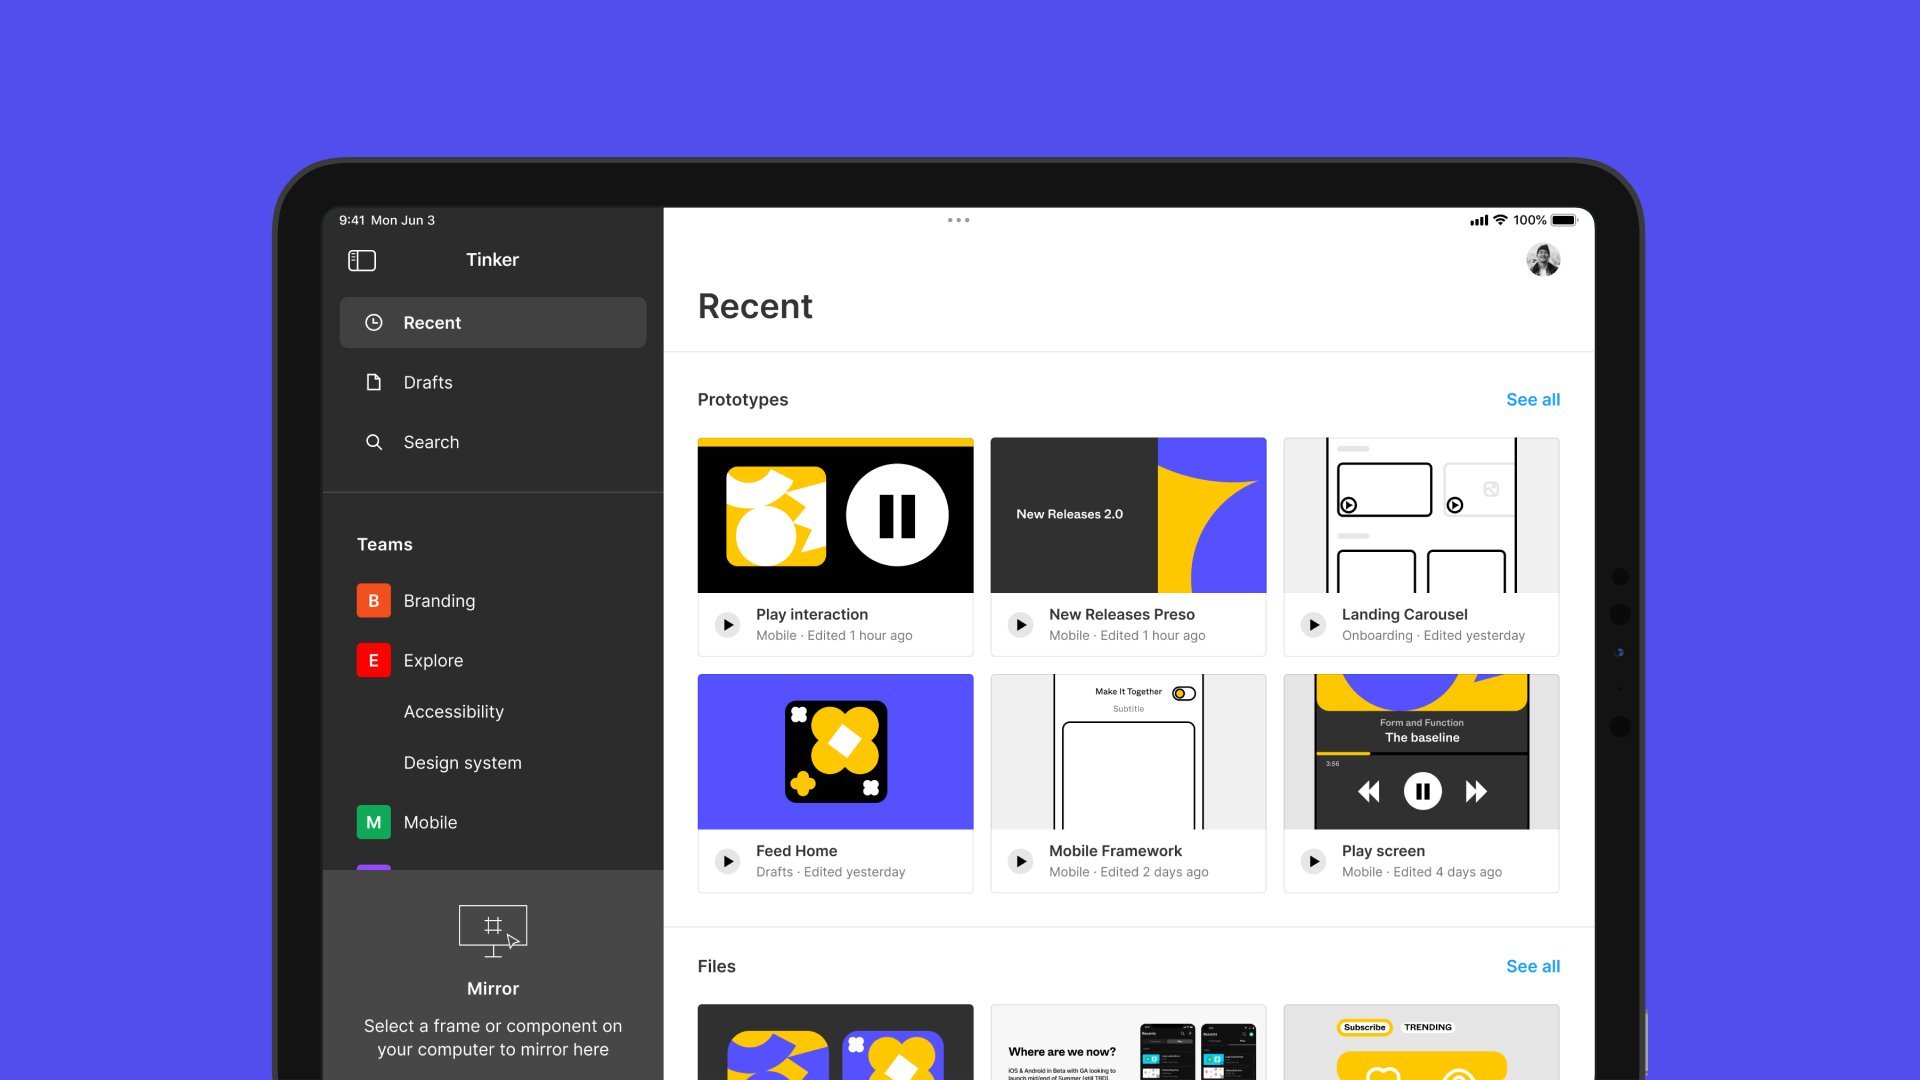 9:41 Mon Jun 3
100%
Tinker
Recent
Drafts
Search
Teams
B Branding
E Explore
Accessibility
Design system
M Mobile
Mirror
Select a frame or component on
your computer to mirror here
Recent
Prototypes
See all
Play interaction
Mobile · Edited 1 hour ago
New Releases 2.0
New Releases Preso
Mobile · Edited 1 hour ago
Landing Carousel
Onboarding · Edited yesterday
Feed Home
Drafts · Edited yesterday
Make It Together
Subtitle
Mobile Framework
Mobile · Edited 2 days ago
Form and Function
The baseline
3:56
Play screen
Mobile · Edited 4 days ago
Files
See all
Where are we now?
iOS & Android in Beta with GA looking to
launch mid/end of Summer (still TBD).
Recents
Recents
Subscribe
TRENDING